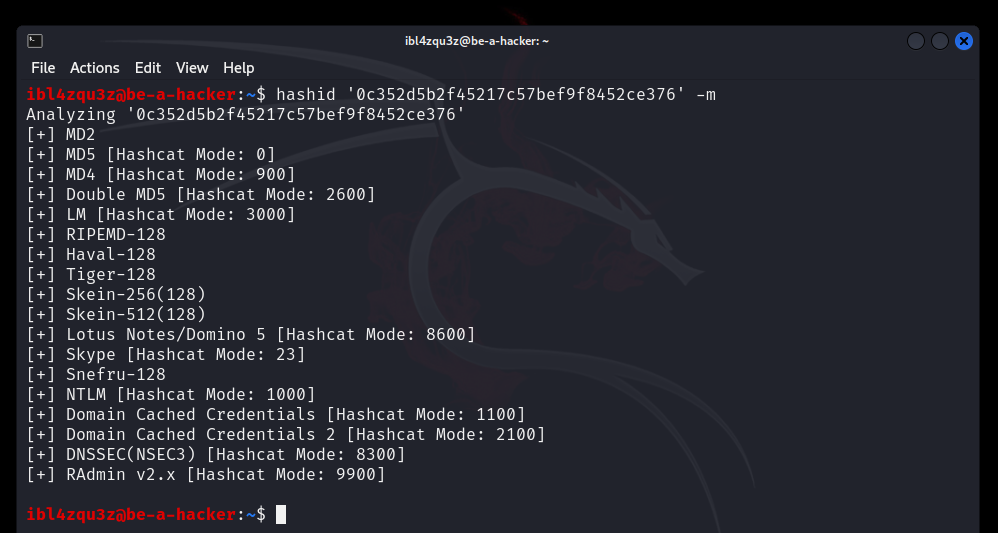 ibl4zqu3z@be-a-hacker: ~
File Actions Edit View Help
ibl4zqu3z@be-a-hacker:~$ hashid '0c352d5b2f45217c57bef9f8452ce376' -m
Analyzing '0c352d5b2f45217c57bef9f8452ce376'
[+] MD2
[+] MD5 [Hashcat Mode: 0]
[+] MD4 [Hashcat Mode: 900]
[+] Double MD5 [Hashcat Mode: 2600]
[+] LM [Hashcat Mode: 3000]
[+] RIPEMD-128
[+] Haval-128
[+] Tiger-128
[+] Skein-256(128)
[+] Skein-512(128)
[+] Lotus Notes/Domino 5 [Hashcat Mode: 8600]
[+] Skype [Hashcat Mode: 23]
[+] Snefru-128
[+] NTLM [Hashcat Mode: 1000]
[+] Domain Cached Credentials [Hashcat Mode: 1100]
[+] Domain Cached Credentials 2 [Hashcat Mode: 2100]
[+] DNSSEC(NSEC3) [Hashcat Mode: 8300]
[+] RAdmin v2.x [Hashcat Mode: 9900]
ibl4zqu3z@be-a-hacker:~$